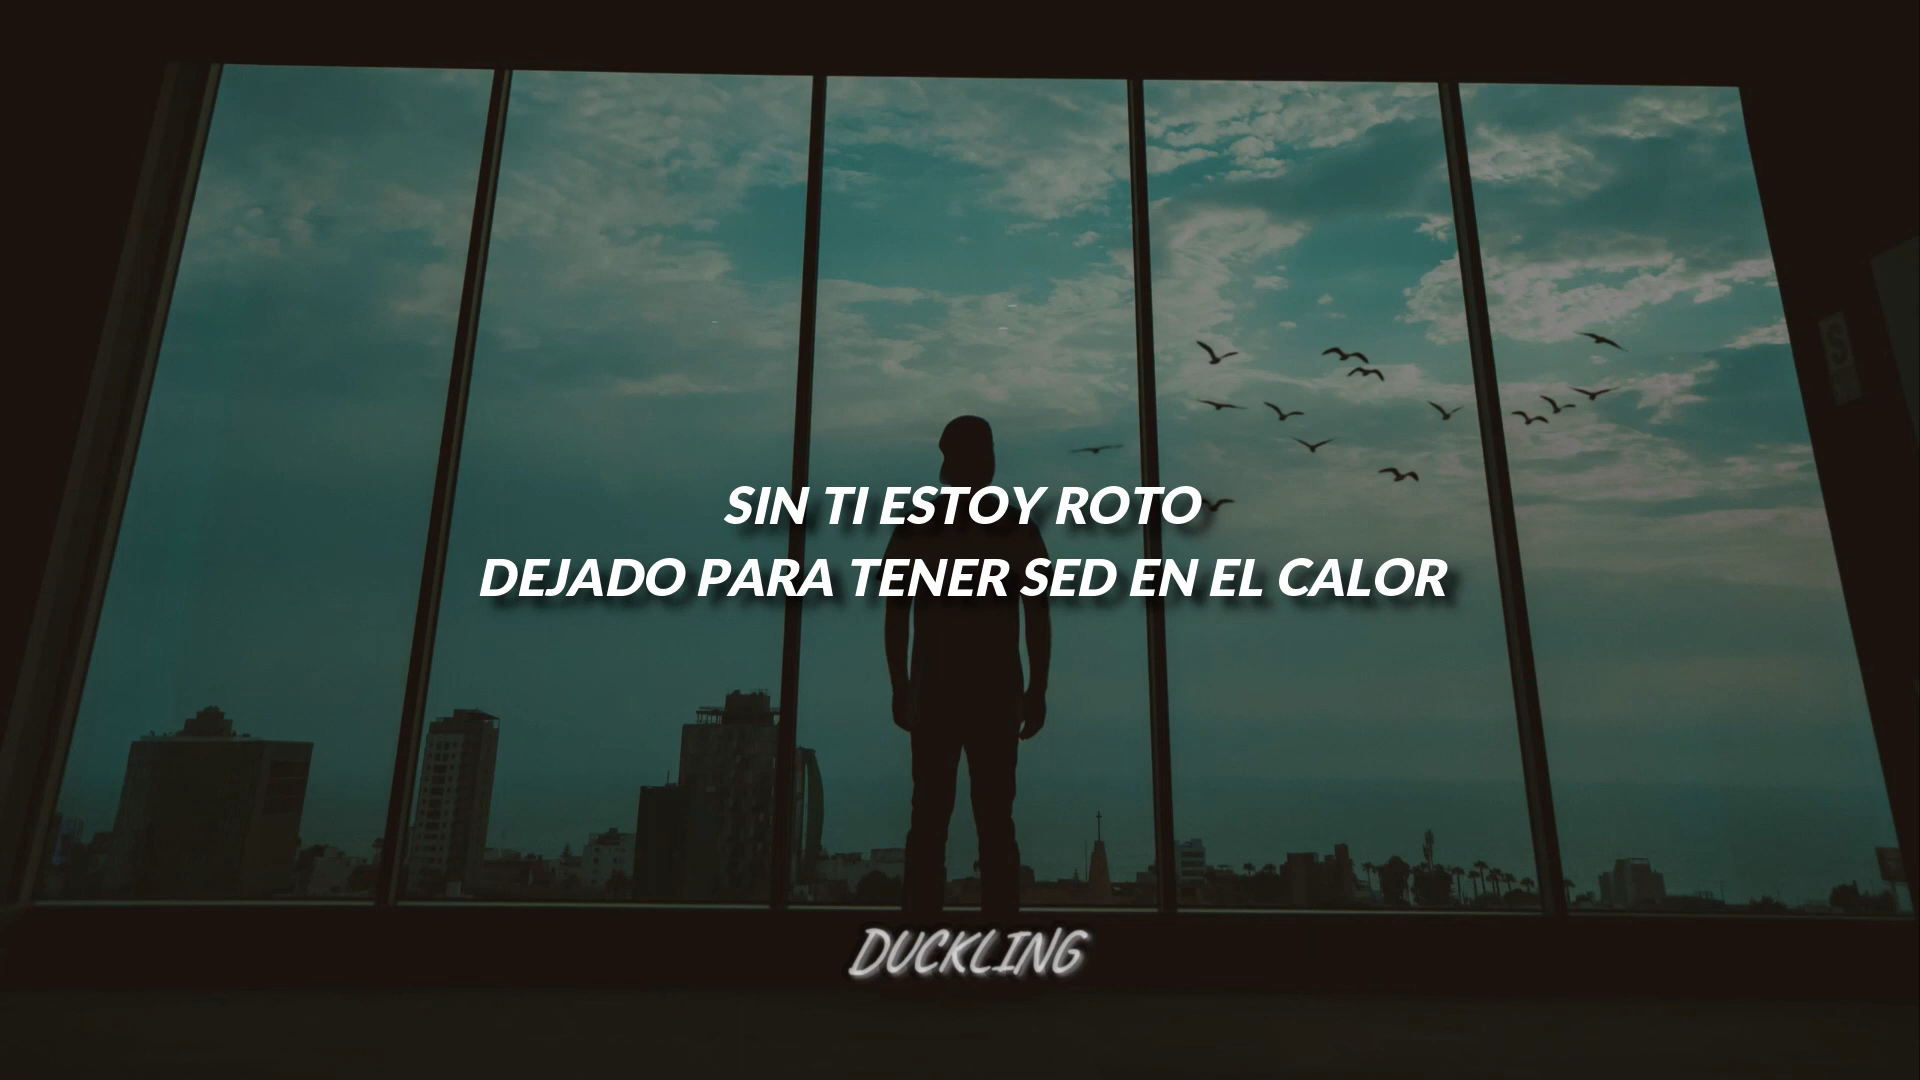 SIN TI ESTOY ROTO
DEJADO PARA TENER SED EN EL CALOR
DUCKLING